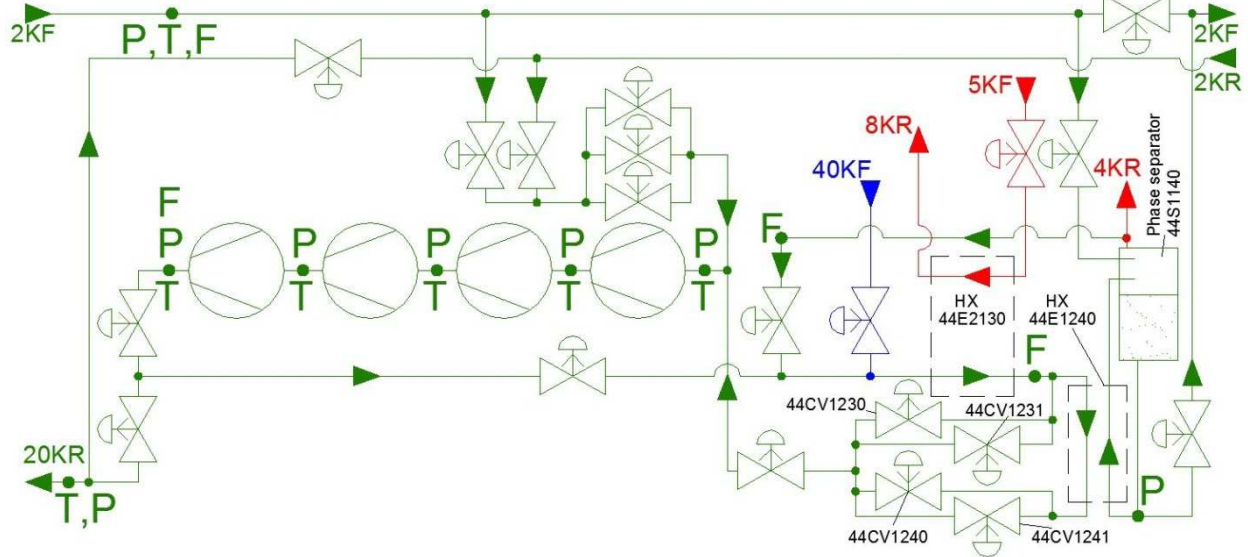 2KF
P,T,F
2KF
2KR
5KF
8KR
40KF
4KR
Phase separator
44S1140
F
P
T
P
T
P
T
P
T
P
T
F
HX
44E2130
HX
44E1240
F
44CV1230
44CV1231
20KR
T,P
P
44CV1240
44CV1241